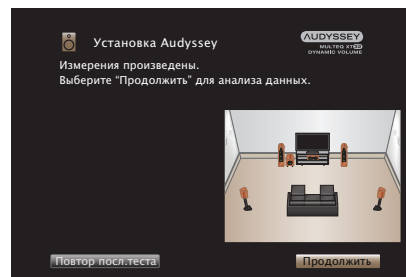 Установка Audyssey
AUDYSSEY
MULTEQ XT32
DYNAMIC VOLUME
Измерения произведены.
Выберите “Продолжить” для анализа данных.
Повтор посл.теста
Продолжить